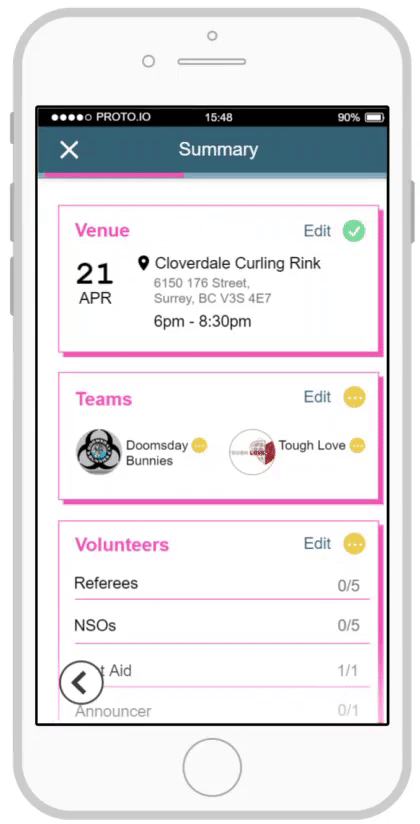 PROTO.IO 15:48 90%
Summary
Venue Edit
21
APR
Cloverdale Curling Rink
6150 176 Street,
Surrey, BC V3S 4E7
6pm - 8:30pm
Teams Edit
Doomsday
Bunnies
Tough Love
Volunteers Edit
Referees 0/5
NSOs 0/5
t Aid 1/1
Announcer 0/1